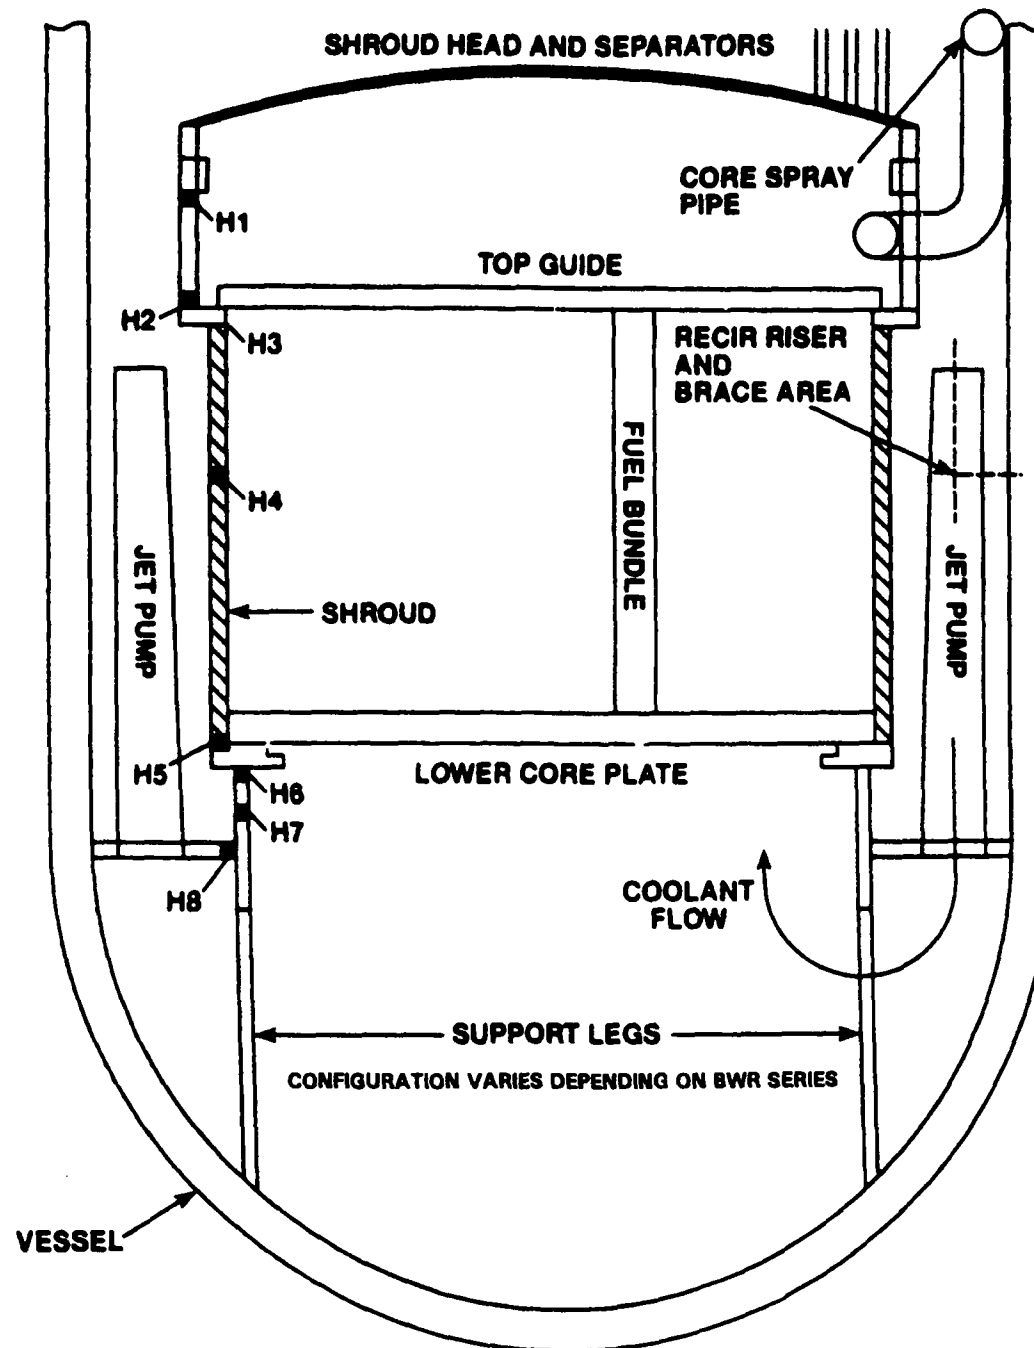 SHROUD HEAD AND SEPARATORS
CORE SPRAY
PIPE
H1
TOP GUIDE
H2
H3
RECIR RISER
AND
BRACE AREA
FUEL BUNDLE
H4
JET PUMP
JET PUMP
SHROUD
H5
LOWER CORE PLATE
H6
H7
H8
COOLANT
FLOW
SUPPORT LEGS
CONFIGURATION VARIES DEPENDING ON BWR SERIES
VESSEL